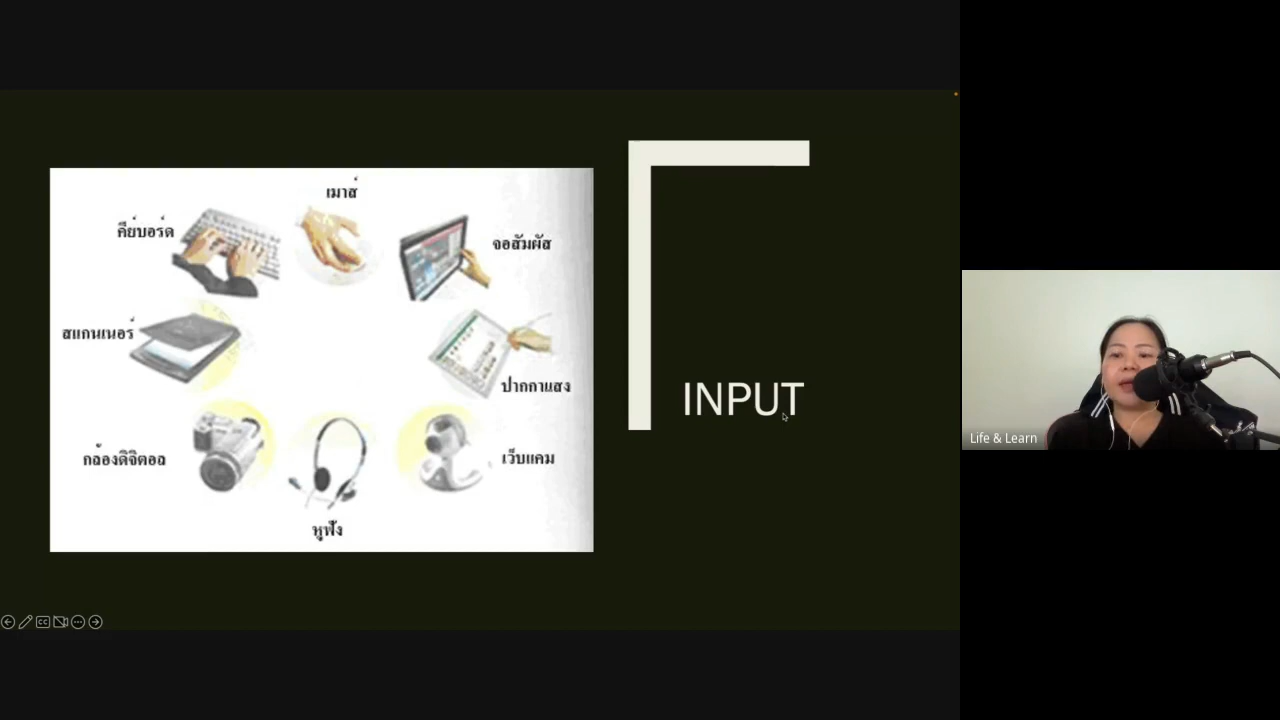 เมาส์
คีย์บอร์ด
จอสัมผัส
สแกนเนอร์
ปากกาแสง
กล้องดิจิตอล
เว็บแคม
หูฟัง
INPUT
Life & Learn